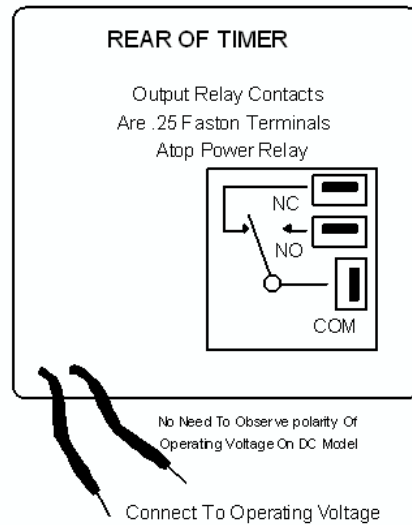 REAR OF TIMER
Output Relay Contacts
Are .25 Faston Terminals
Atop Power Relay
NC
NO
COM
No Need To Observe polarity Of
Operating Voltage On DC Model
Connect To Operating Voltage